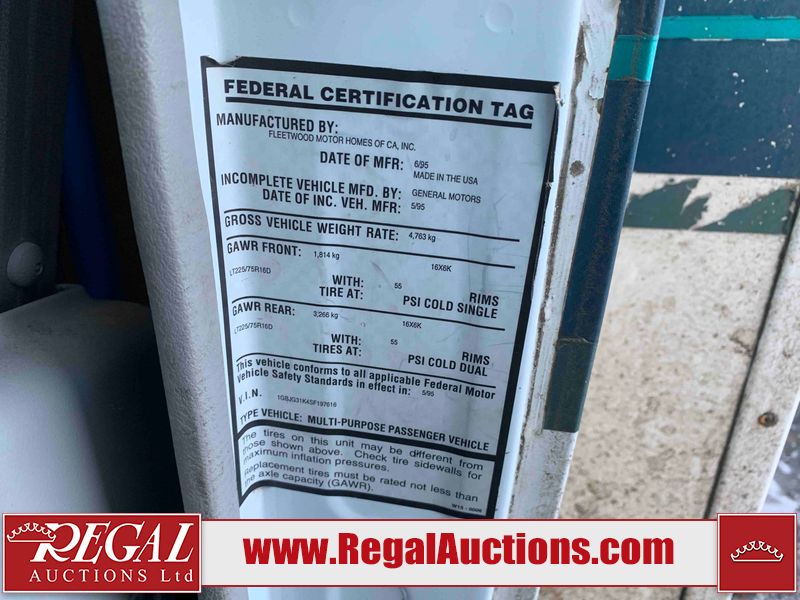 FEDERAL CERTIFICATION TAG
MANUFACTURED BY:
FLEETWOOD MOTOR HOMES OF CA, INC.
DATE OF MFR: 6/95
MADE IN THE USA
INCOMPLETE VEHICLE MFD. BY: GENERAL MOTORS
DATE OF INC. VEH. MFR: 5/95
GROSS VEHICLE WEIGHT RATE: 4,763 kg
GAWR FRONT: 1,814 kg 16X6K
LT225/75R16D WITH: 55 RIMS
TIRE AT: PSI COLD SINGLE
GAWR REAR: 3,266 kg 16X6K
LT225/75R16D WITH: 55 RIMS
TIRES AT: PSI COLD DUAL
This vehicle conforms to all applicable Federal Motor
Vehicle Safety Standards in effect in: 5/95
V.I.N. 1GBJG31K4SF197616
TYPE VEHICLE: MULTI-PURPOSE PASSENGER VEHICLE
The tires on this unit may be different from
those shown above. Check tire sidewalls for
maximum inflation pressures.
Replacement tires must be rated not less than
the axle capacity (GAWR).
REGAL
AUCTIONS Ltd
www.RegalAuctions.com